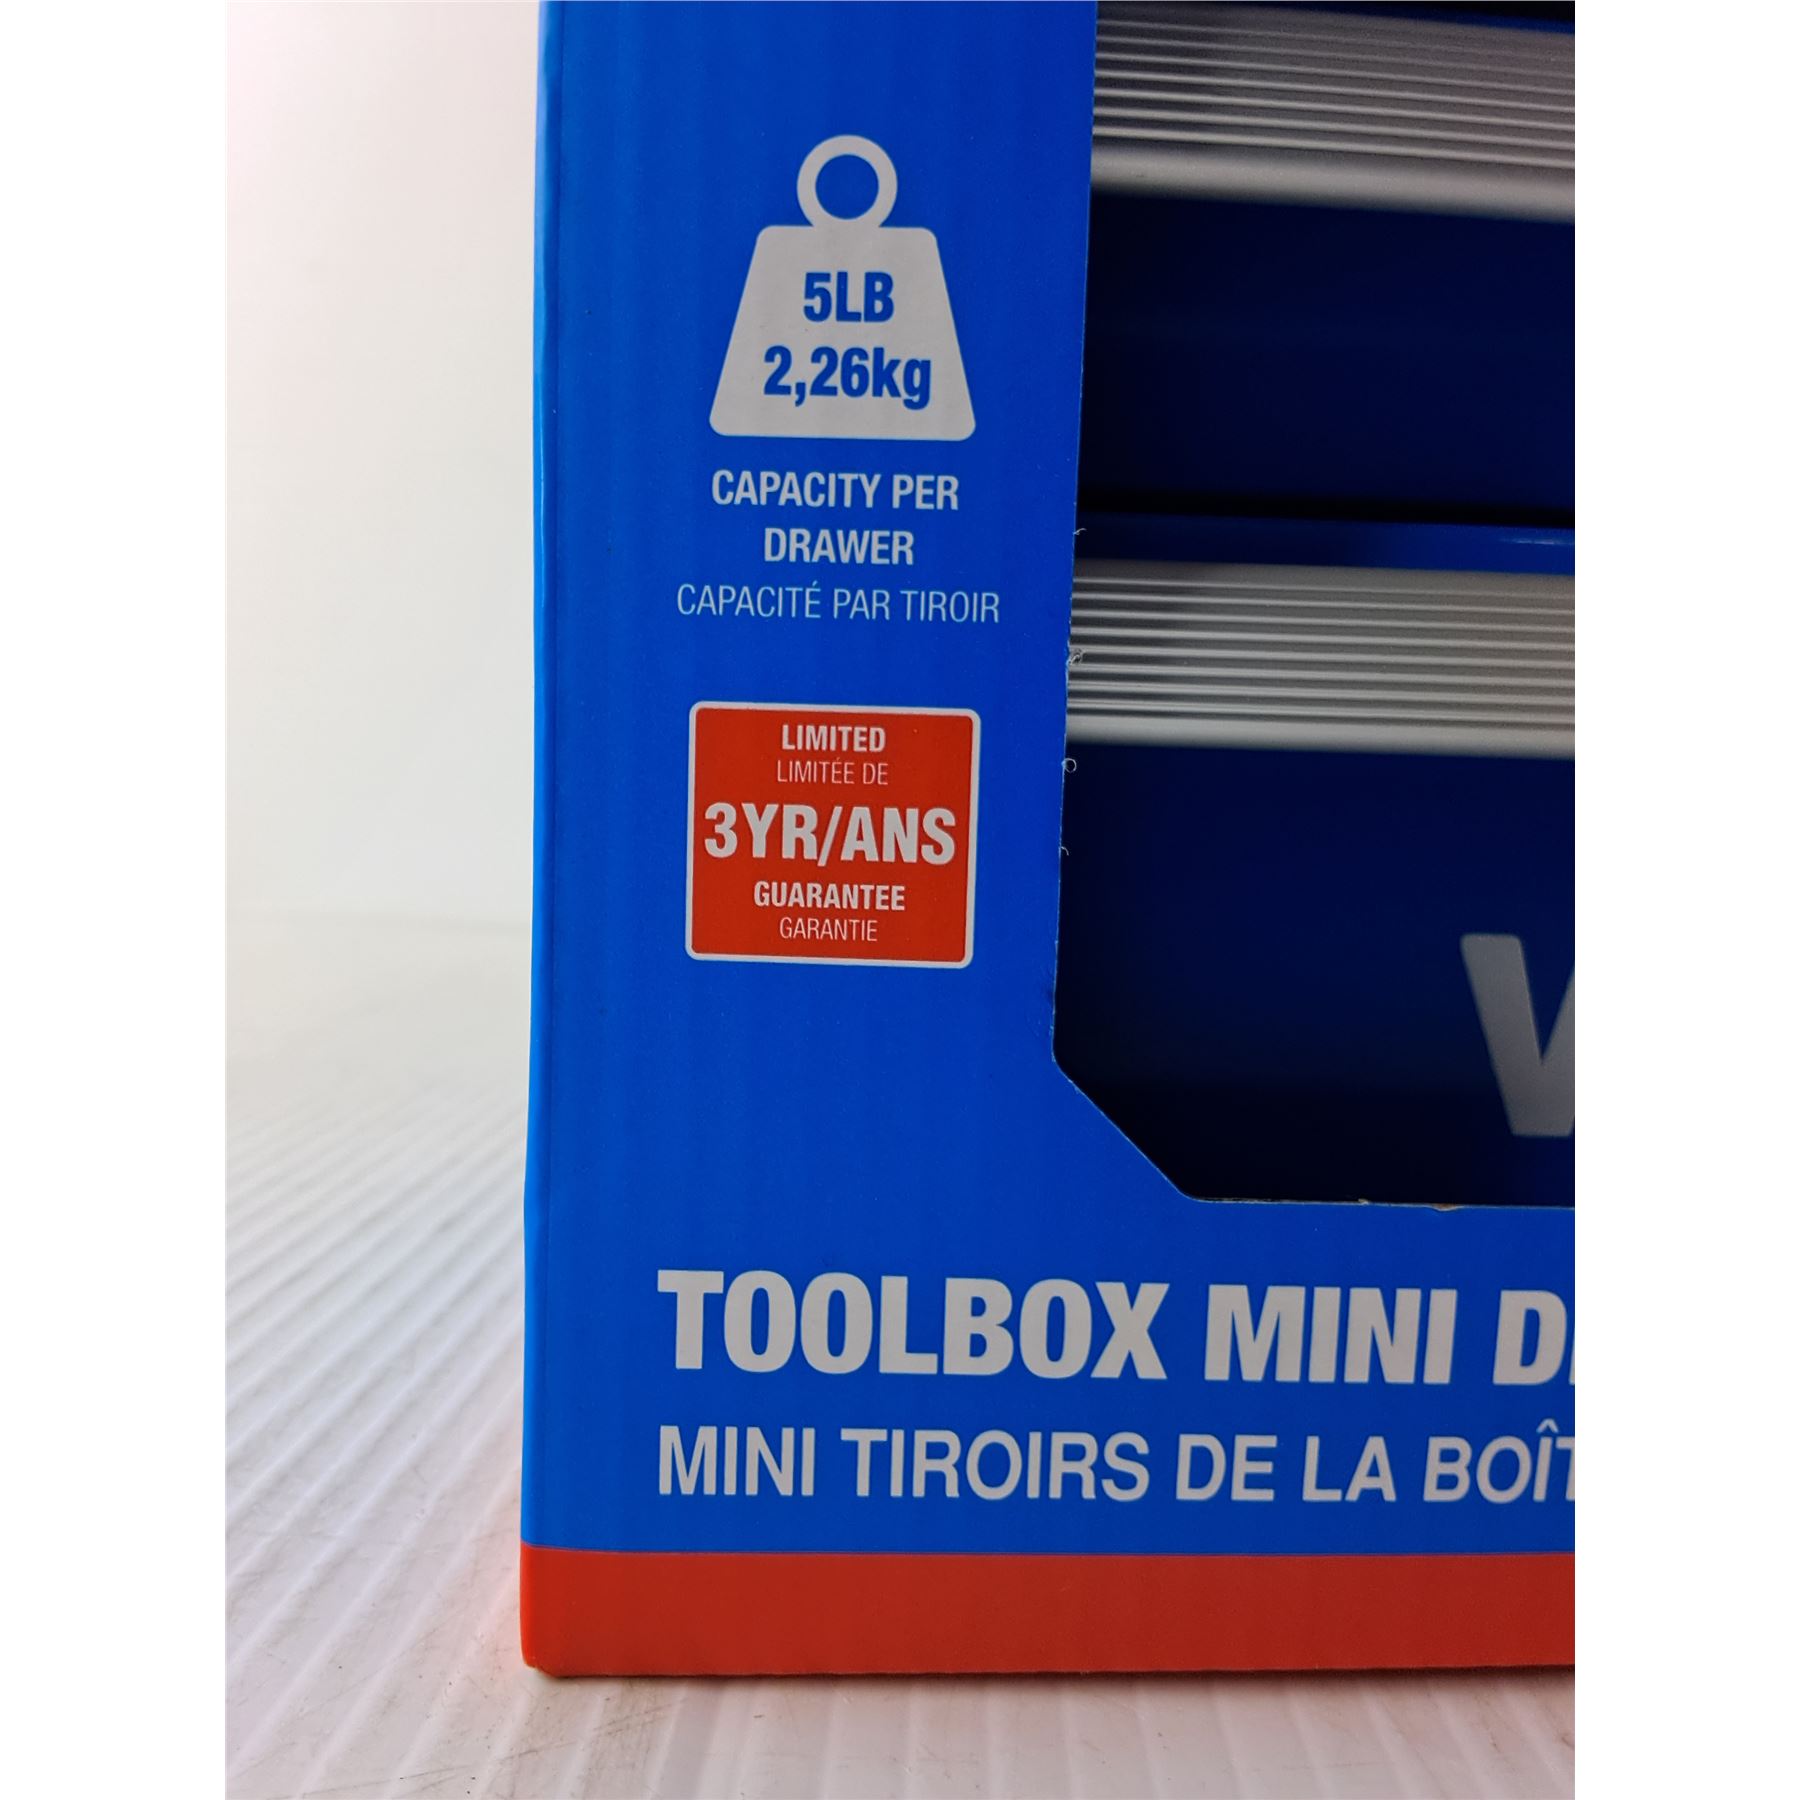 5LB
2,26kg
CAPACITY PER
DRAWER
CAPACITÉ PAR TIROIR
LIMITED
LIMITÉE DE
3YR/ANS
GUARANTEE
GARANTIE
TOOLBOX MINI
MINI TIROIRS DE LA